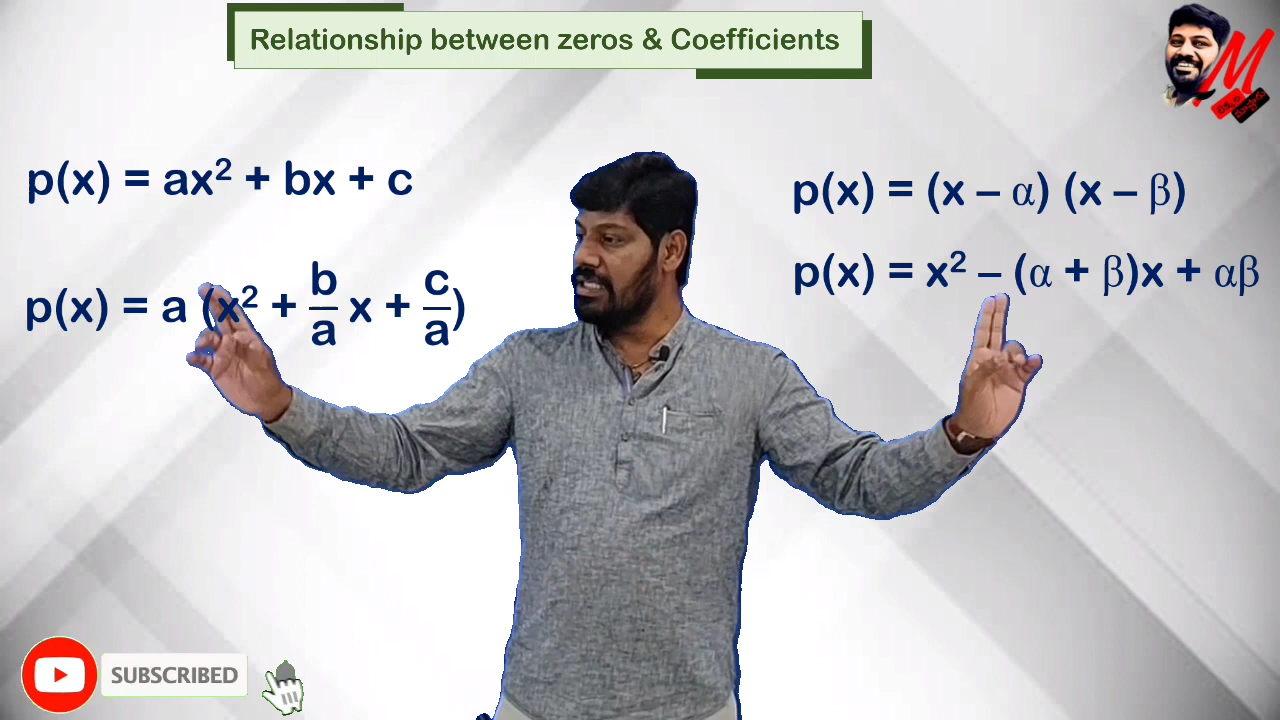 Relationship between zeros & Coefficients
M
p(x) = ax² + bx + c
p(x) = a (x² + b/a x + c/a)
p(x) = (x – α) (x – β)
p(x) = x² – (α + β)x + αβ
SUBSCRIBED